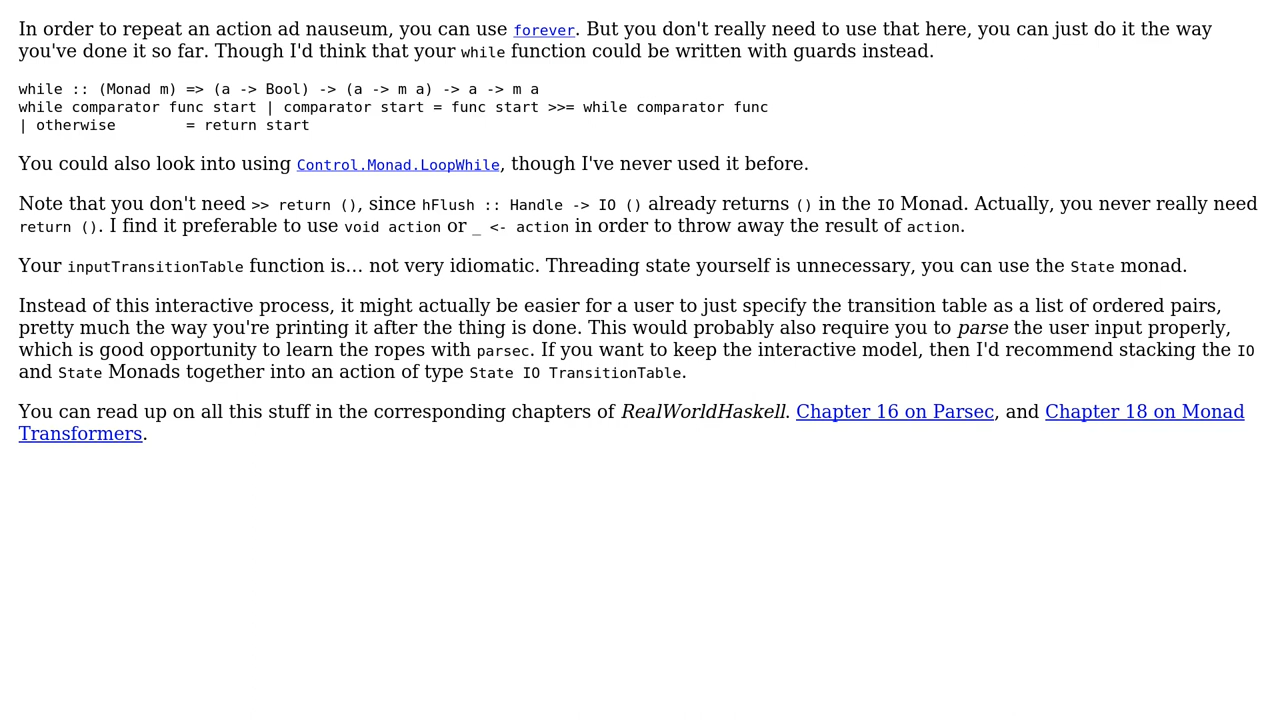 In order to repeat an action ad nauseum, you can use forever. But you don't really need to use that here, you can just do it the way
you've done it so far. Though I'd think that your while function could be written with guards instead.
while :: (Monad m) => (a -> Bool) -> (a -> m a) -> a -> m a
while comparator func start | comparator start = func start >>= while comparator func
| otherwise        = return start
You could also look into using Control.Monad.LoopWhile, though I've never used it before.
Note that you don't need >> return (), since hFlush :: Handle -> IO () already returns () in the IO Monad. Actually, you never really need
return (). I find it preferable to use void action or _ <- action in order to throw away the result of action.
Your inputTransitionTable function is… not very idiomatic. Threading state yourself is unnecessary, you can use the State monad.
Instead of this interactive process, it might actually be easier for a user to just specify the transition table as a list of ordered pairs,
pretty much the way you're printing it after the thing is done. This would probably also require you to parse the user input properly,
which is good opportunity to learn the ropes with parsec. If you want to keep the interactive model, then I'd recommend stacking the IO
and State Monads together into an action of type State IO TransitionTable.
You can read up on all this stuff in the corresponding chapters of RealWorldHaskell. Chapter 16 on Parsec, and Chapter 18 on Monad
Transformers.